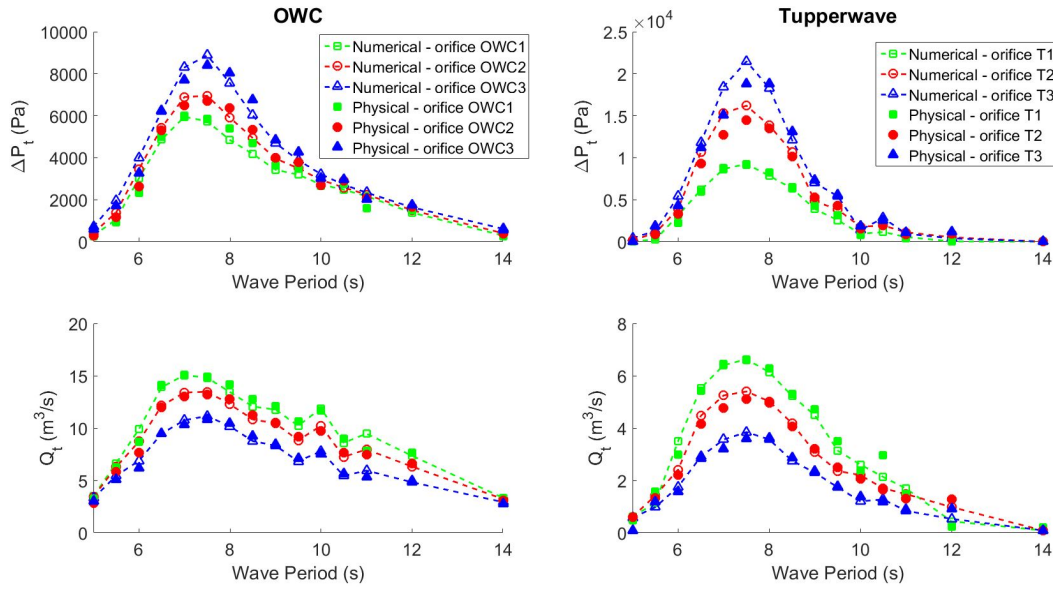 OWC
10000
8000
6000
4000
2000
0
ΔP_t (Pa)
6 8 10 12 14
Wave Period (s)
Numerical - orifice OWC1
Numerical - orifice OWC2
Numerical - orifice OWC3
Physical - orifice OWC1
Physical - orifice OWC2
Physical - orifice OWC3
Tupperwave
×10⁴
2.5
2
1.5
1
0.5
0
ΔP_t (Pa)
6 8 10 12 14
Wave Period (s)
Numerical - orifice T1
Numerical - orifice T2
Numerical - orifice T3
Physical - orifice T1
Physical - orifice T2
Physical - orifice T3
20
15
10
5
0
Q_t (m³/s)
6 8 10 12 14
Wave Period (s)
8
6
4
2
0
Q_t (m³/s)
6 8 10 12 14
Wave Period (s)